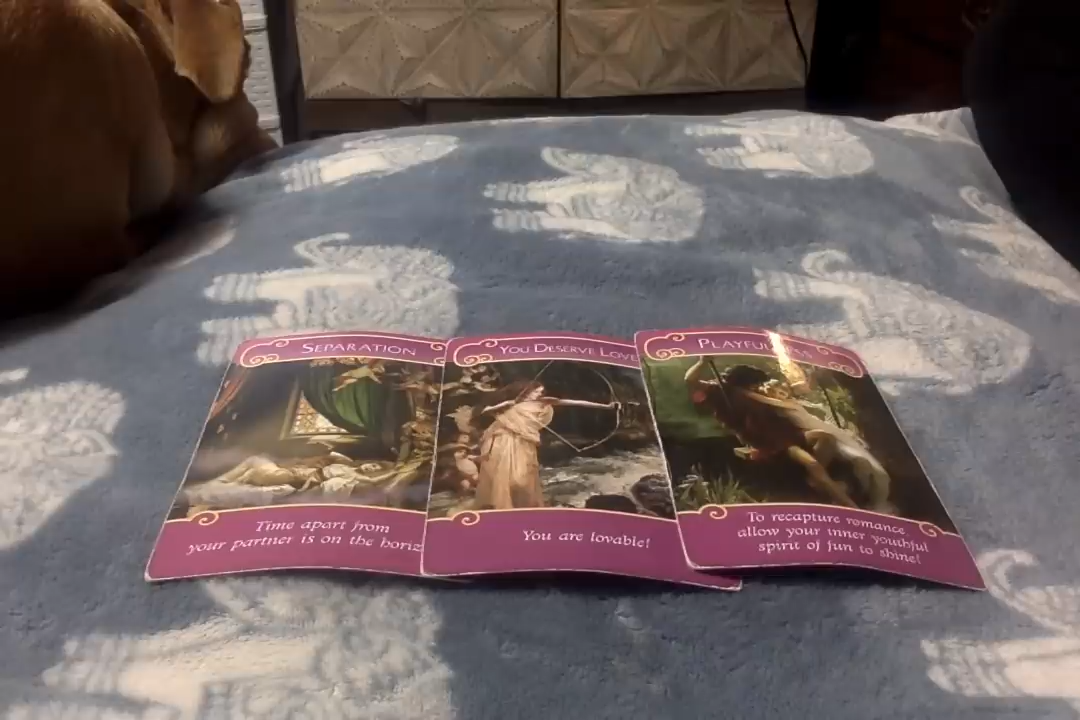 SEPARATION
Time apart from
your partner is on the horiz
YOU DESERVE LOVE
You are lovable!
PLAYFULNESS
To recapture romance,
allow your inner youthful
spirit of fun to shine!